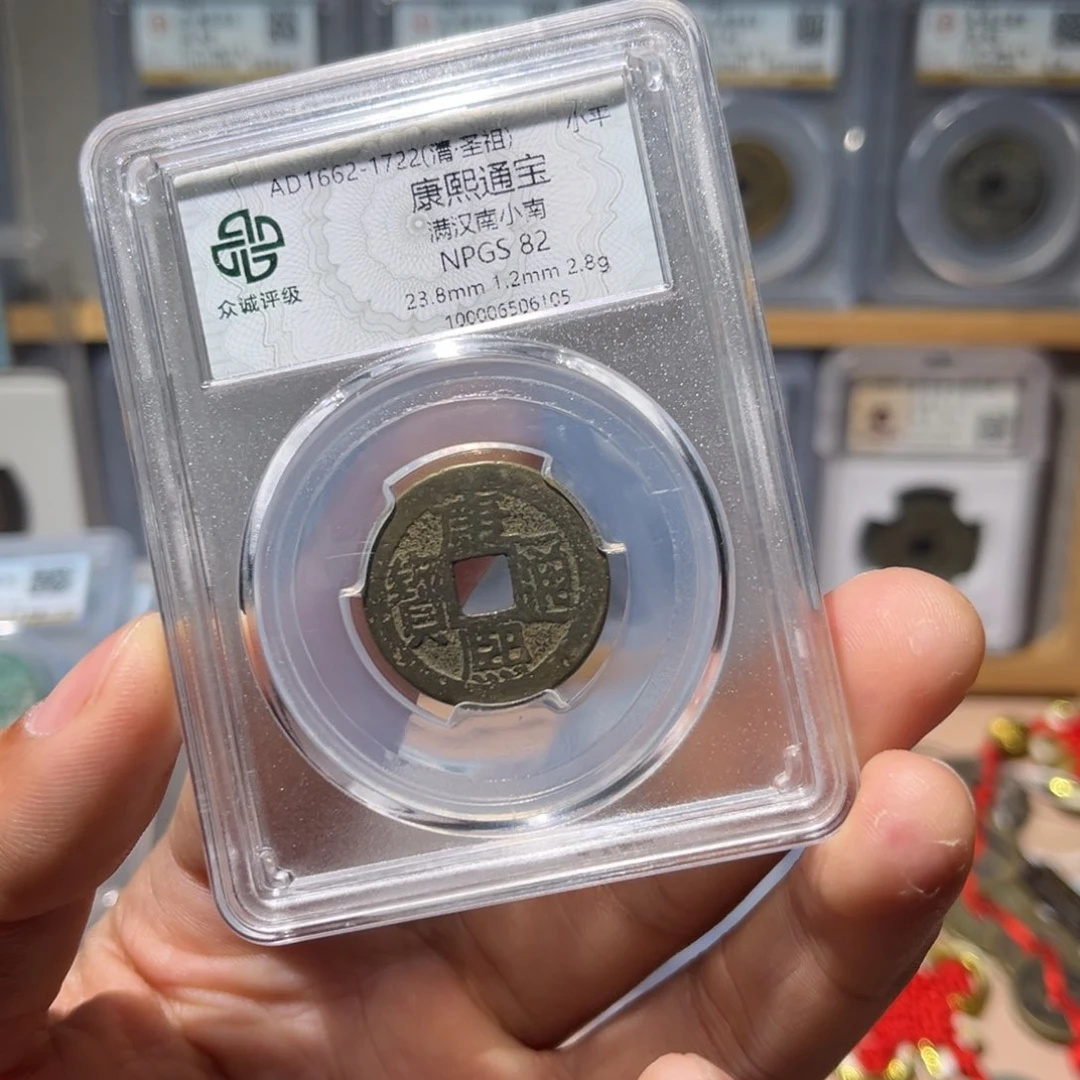 小平
AD1662-1722(清·圣祖)
康熙通宝
满汉南小南
NPGS 82
23.8mm 1.2mm 2.8g
100006506105
众诚评级
康熙通寶